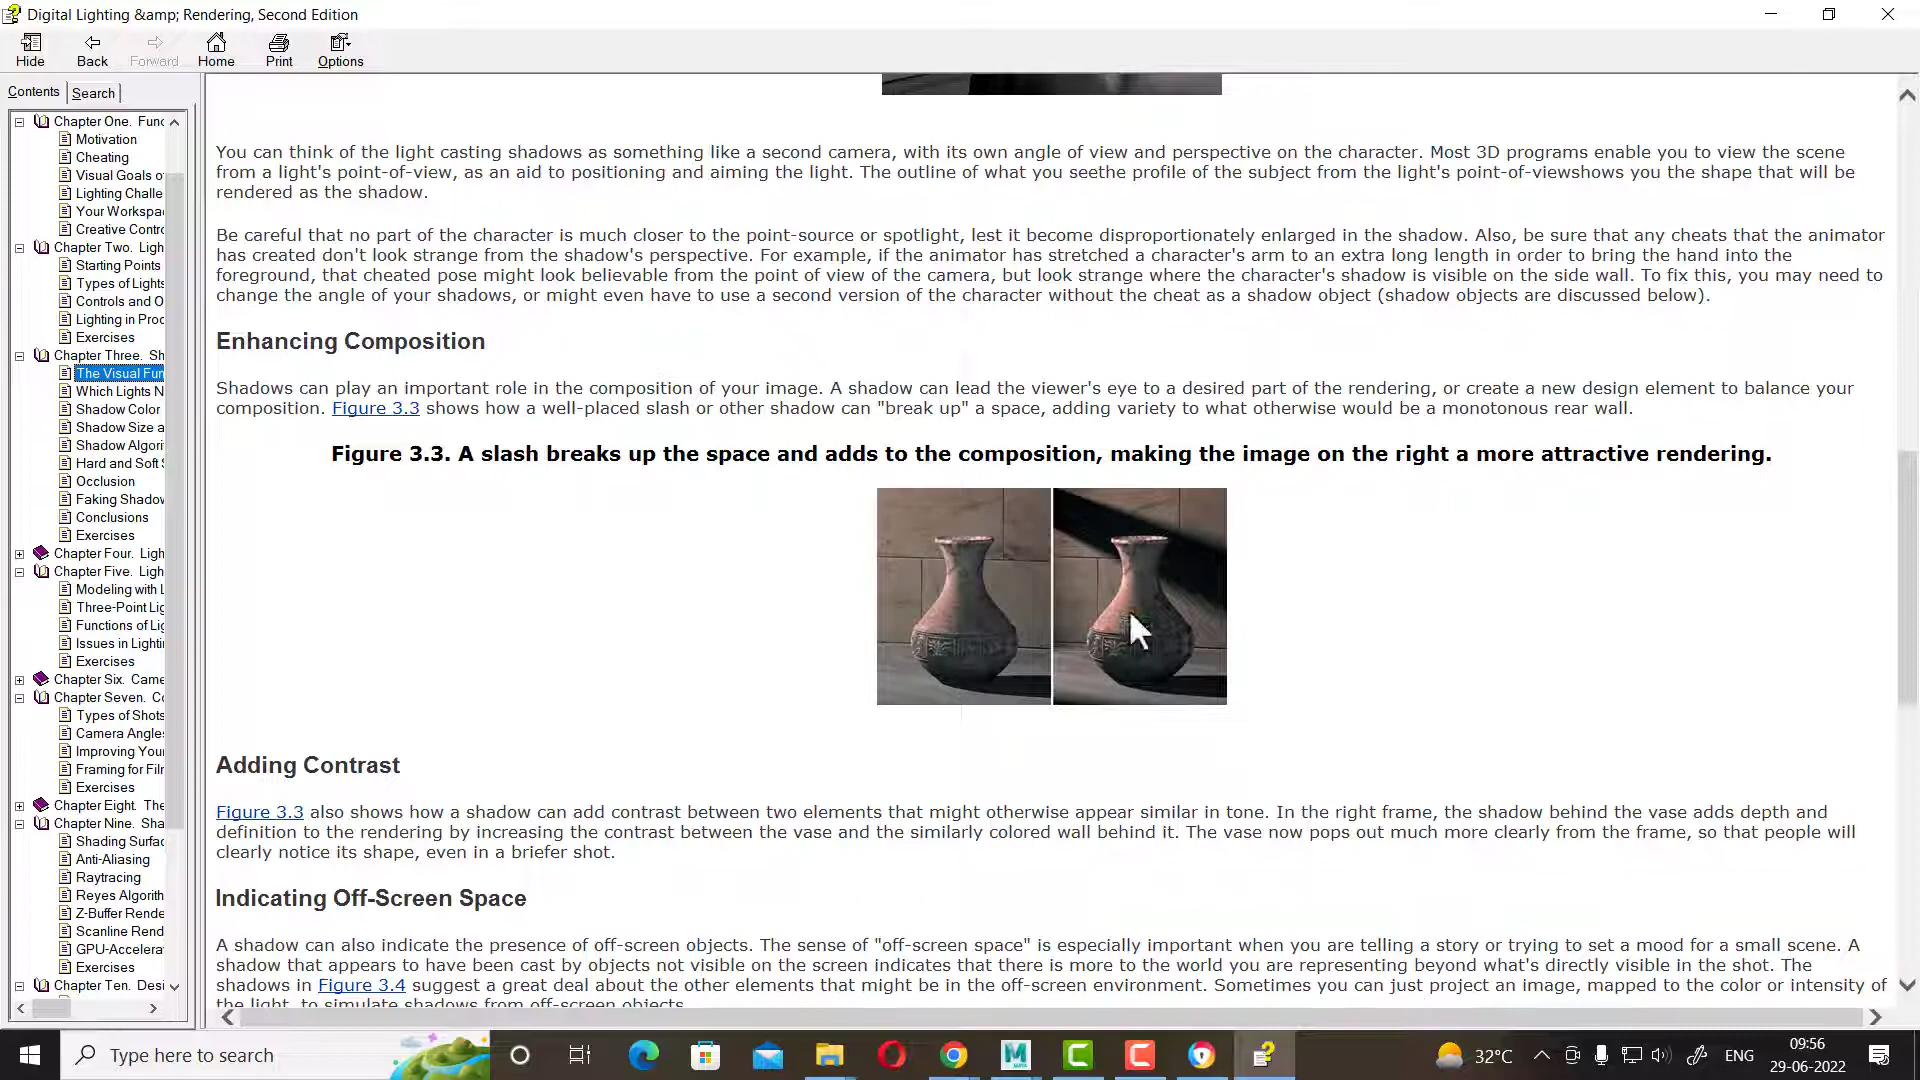 Digital Lighting &amp; Rendering, Second Edition
Hide
Back
Forward
Home
Print
Options
Contents
Search
Chapter One. Func
Motivation
Cheating
Visual Goals o
Lighting Challe
Your Workspa
Creative Contro
Chapter Two. Ligh
Starting Points
Types of Lights
Controls and O
Lighting in Proc
Exercises
Chapter Three. Sh
The Visual Fun
Which Lights N
Shadow Color
Shadow Size a
Shadow Algori
Hard and Soft S
Occlusion
Faking Shadow
Conclusions
Exercises
Chapter Four. Ligh
Chapter Five. Ligh
Modeling with L
Three-Point Lig
Functions of Lig
Issues in Lightin
Exercises
Chapter Six. Came
Chapter Seven. Co
Types of Shots
Camera Angles
Improving Your
Framing for Film
Exercises
Chapter Eight. The
Chapter Nine. Sha
Shading Surfac
Anti-Aliasing
Raytracing
Reyes Algorith
Z-Buffer Rende
Scanline Rend
GPU-Accelera
Exercises
Chapter Ten. Desi
You can think of the light casting shadows as something like a second camera, with its own angle of view and perspective on the character. Most 3D programs enable you to view the scene
from a light's point-of-view, as an aid to positioning and aiming the light. The outline of what you seethe profile of the subject from the light's point-of-viewshows you the shape that will be
rendered as the shadow.
Be careful that no part of the character is much closer to the point-source or spotlight, lest it become disproportionately enlarged in the shadow. Also, be sure that any cheats that the animator
has created don't look strange from the shadow's perspective. For example, if the animator has stretched a character's arm to an extra long length in order to bring the hand into the
foreground, that cheated pose might look believable from the point of view of the camera, but look strange where the character's shadow is visible on the side wall. To fix this, you may need to
change the angle of your shadows, or might even have to use a second version of the character without the cheat as a shadow object (shadow objects are discussed below).
Enhancing Composition
Shadows can play an important role in the composition of your image. A shadow can lead the viewer's eye to a desired part of the rendering, or create a new design element to balance your
composition. Figure 3.3 shows how a well-placed slash or other shadow can "break up" a space, adding variety to what otherwise would be a monotonous rear wall.
Figure 3.3. A slash breaks up the space and adds to the composition, making the image on the right a more attractive rendering.
Adding Contrast
Figure 3.3 also shows how a shadow can add contrast between two elements that might otherwise appear similar in tone. In the right frame, the shadow behind the vase adds depth and
definition to the rendering by increasing the contrast between the vase and the similarly colored wall behind it. The vase now pops out much more clearly from the frame, so that people will
clearly notice its shape, even in a briefer shot.
Indicating Off-Screen Space
A shadow can also indicate the presence of off-screen objects. The sense of "off-screen space" is especially important when you are telling a story or trying to set a mood for a small scene. A
shadow that appears to have been cast by objects not visible on the screen indicates that there is more to the world you are representing beyond what's directly visible in the shot. The
shadows in Figure 3.4 suggest a great deal about the other elements that might be in the off-screen environment. Sometimes you can just project an image, mapped to the color or intensity of
the light, to simulate shadows from off-screen objects.
Type here to search
32°C
ENG
09:56
29-06-2022